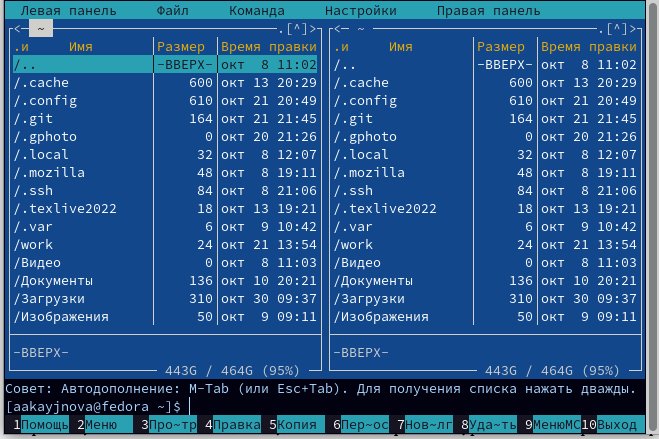 Левая панель Файл Команда Настройки Правая панель
<─ ~ .[^]> <─ ~ .[^]>
.и Имя Размер Время правки .и Имя Размер Время правки
/.. -ВВЕРХ- окт 8 11:02 /.. -ВВЕРХ- окт 8 11:02
/.cache 600 окт 13 20:29 /.cache 600 окт 13 20:29
/.config 610 окт 21 20:49 /.config 610 окт 21 20:49
/.git 164 окт 21 21:45 /.git 164 окт 21 21:45
/.gphoto 0 окт 20 21:26 /.gphoto 0 окт 20 21:26
/.local 32 окт 8 12:07 /.local 32 окт 8 12:07
/.mozilla 48 окт 8 19:11 /.mozilla 48 окт 8 19:11
/.ssh 84 окт 8 21:06 /.ssh 84 окт 8 21:06
/.texlive2022 18 окт 13 19:21 /.texlive2022 18 окт 13 19:21
/.var 6 окт 9 10:42 /.var 6 окт 9 10:42
/work 24 окт 21 13:54 /work 24 окт 21 13:54
/Видео 0 окт 8 11:03 /Видео 0 окт 8 11:03
/Документы 136 окт 10 20:21 /Документы 136 окт 10 20:21
/Загрузки 310 окт 30 09:37 /Загрузки 310 окт 30 09:37
/Изображения 50 окт 9 09:11 /Изображения 50 окт 9 09:11
-ВВЕРХ- -ВВЕРХ-
443G / 464G (95%) 443G / 464G (95%)
Совет: Автодополнение: M-Tab (или Esc+Tab). Для получения списка нажать дважды.
[aakayjnova@fedora ~]$
1Помощь 2Меню 3Про~тр 4Правка 5Копия 6Пер~ос 7Нов~лг 8Уда~ть 9МенюМС 10Выход